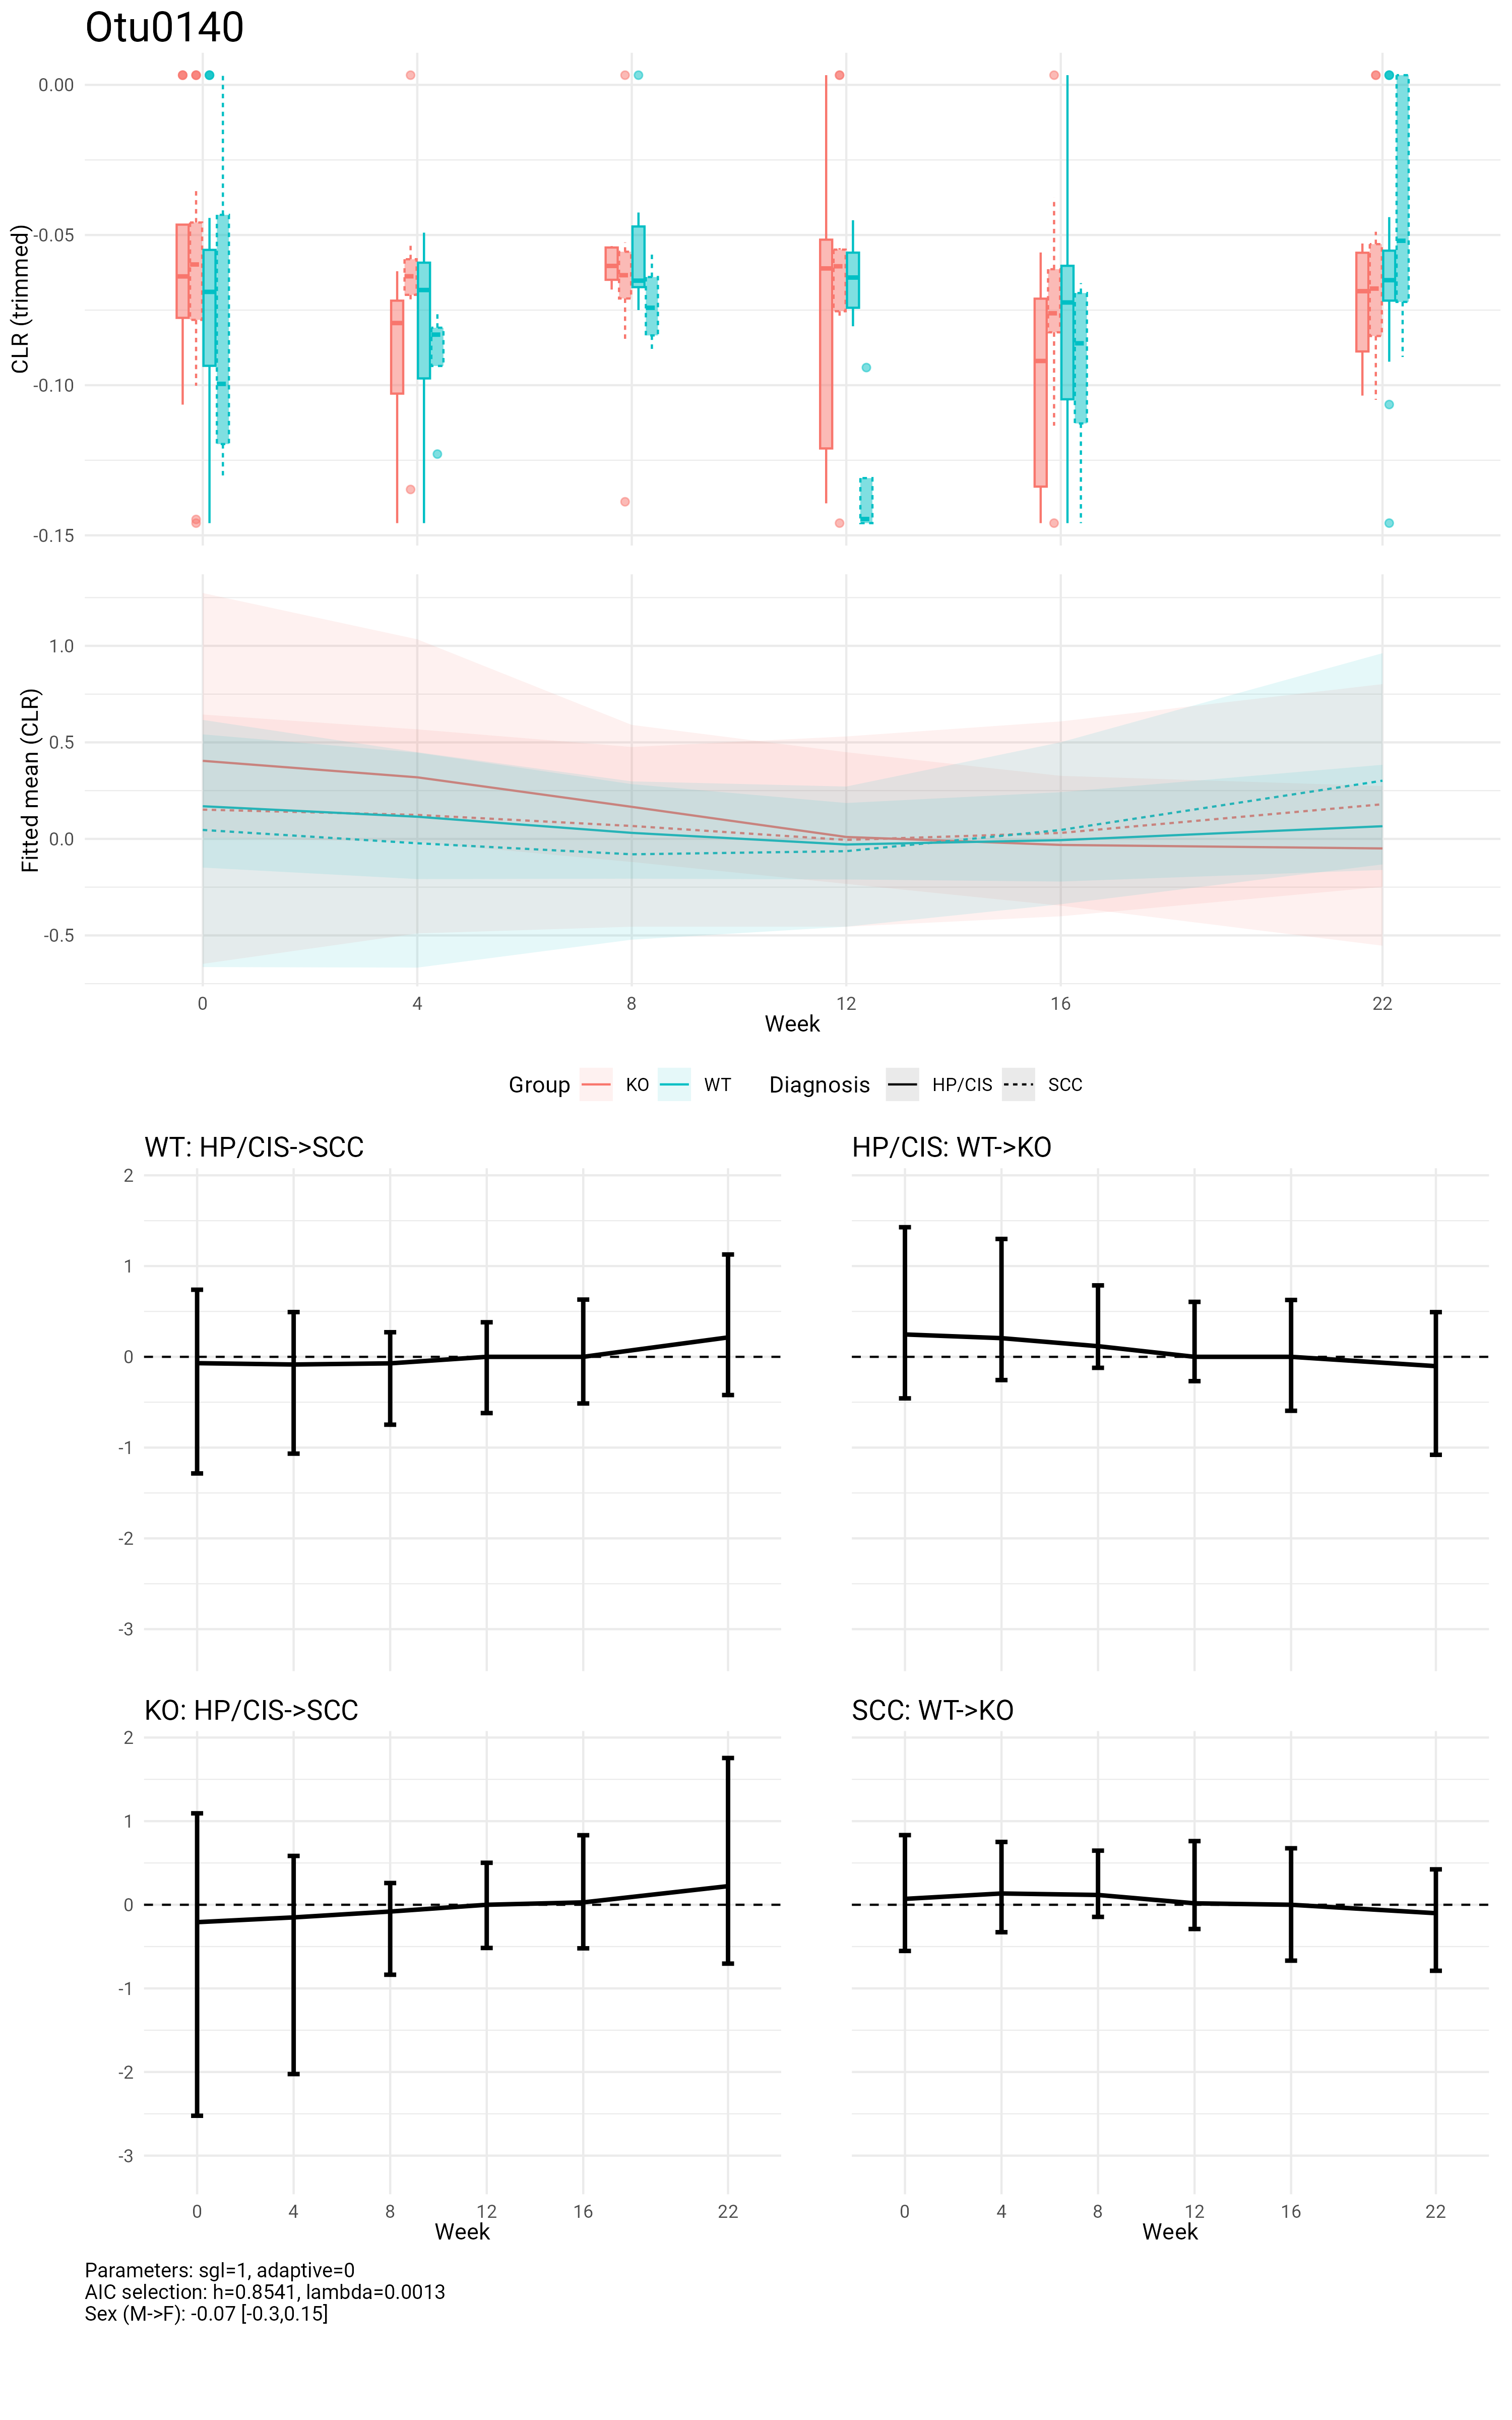 Otu0140
CLR (trimmed)
0.00
-0.05
-0.10
-0.15
Fitted mean (CLR)
1.0
0.5
0.0
-0.5
0 4 8 12 16 22
Week
Group KO WT Diagnosis HP/CIS SCC
WT: HP/CIS->SCC
2
1
0
-1
-2
-3
HP/CIS: WT->KO
KO: HP/CIS->SCC
2
1
0
-1
-2
-3
0 4 8 12 16 22
Week
SCC: WT->KO
0 4 8 12 16 22
Week
Parameters: sgl=1, adaptive=0
AIC selection: h=0.8541, lambda=0.0013
Sex (M->F): -0.07 [-0.3,0.15]